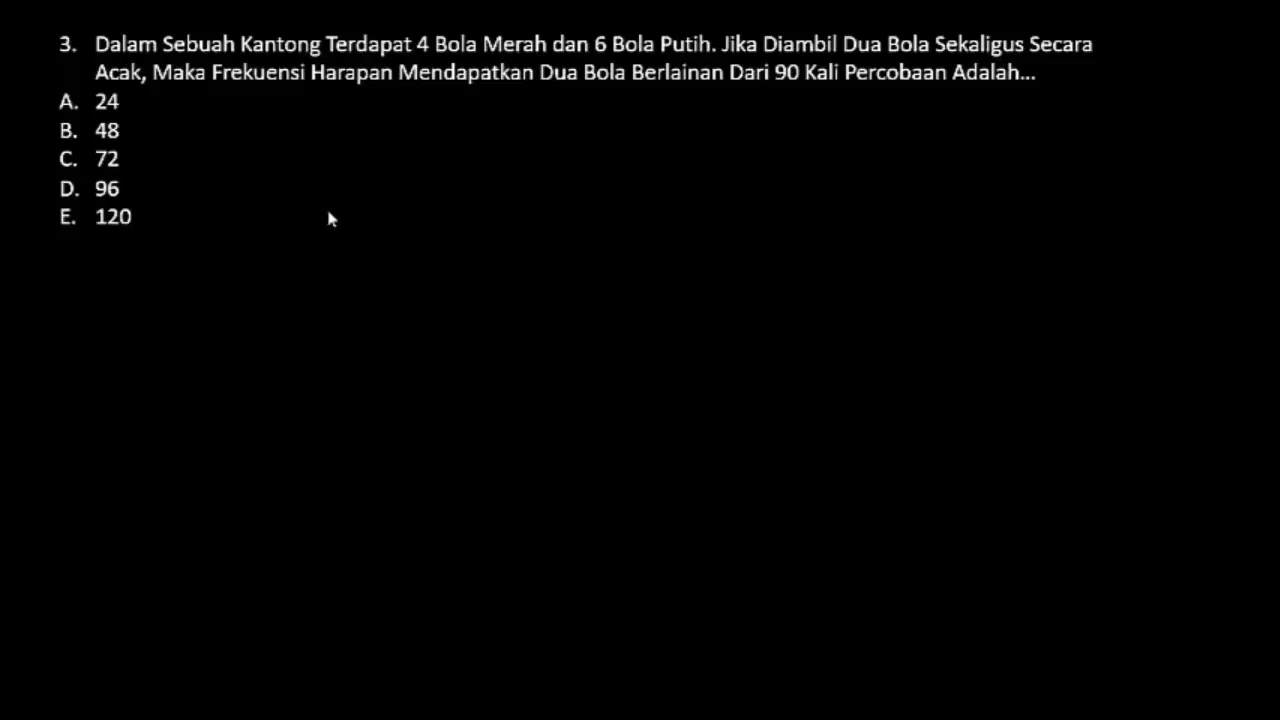 3. Dalam Sebuah Kantong Terdapat 4 Bola Merah dan 6 Bola Putih. Jika Diambil Dua Bola Sekaligus Secara
Acak, Maka Frekuensi Harapan Mendapatkan Dua Bola Berlainan Dari 90 Kali Percobaan Adalah...
A. 24
B. 48
C. 72
D. 96
E. 120